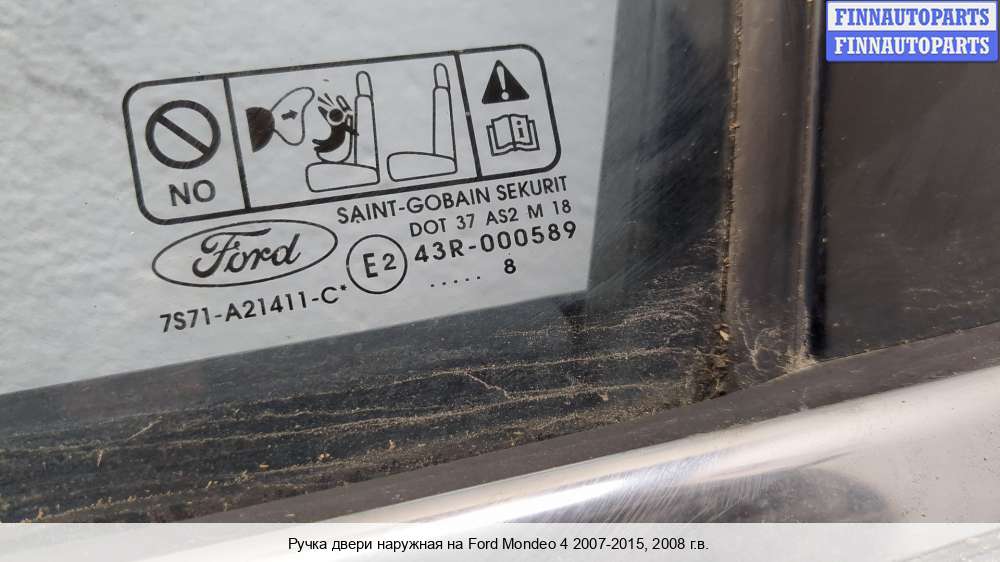 FINNAUTOPARTS
FINNAUTOPARTS
NO
SAINT-GOBAIN SEKURIT
DOT 37 AS2 M 18
Ford
E2
43R-000589
..... 8
7S71-A21411-C*
Ручка двери наружная на Ford Mondeo 4 2007-2015, 2008 г.в.